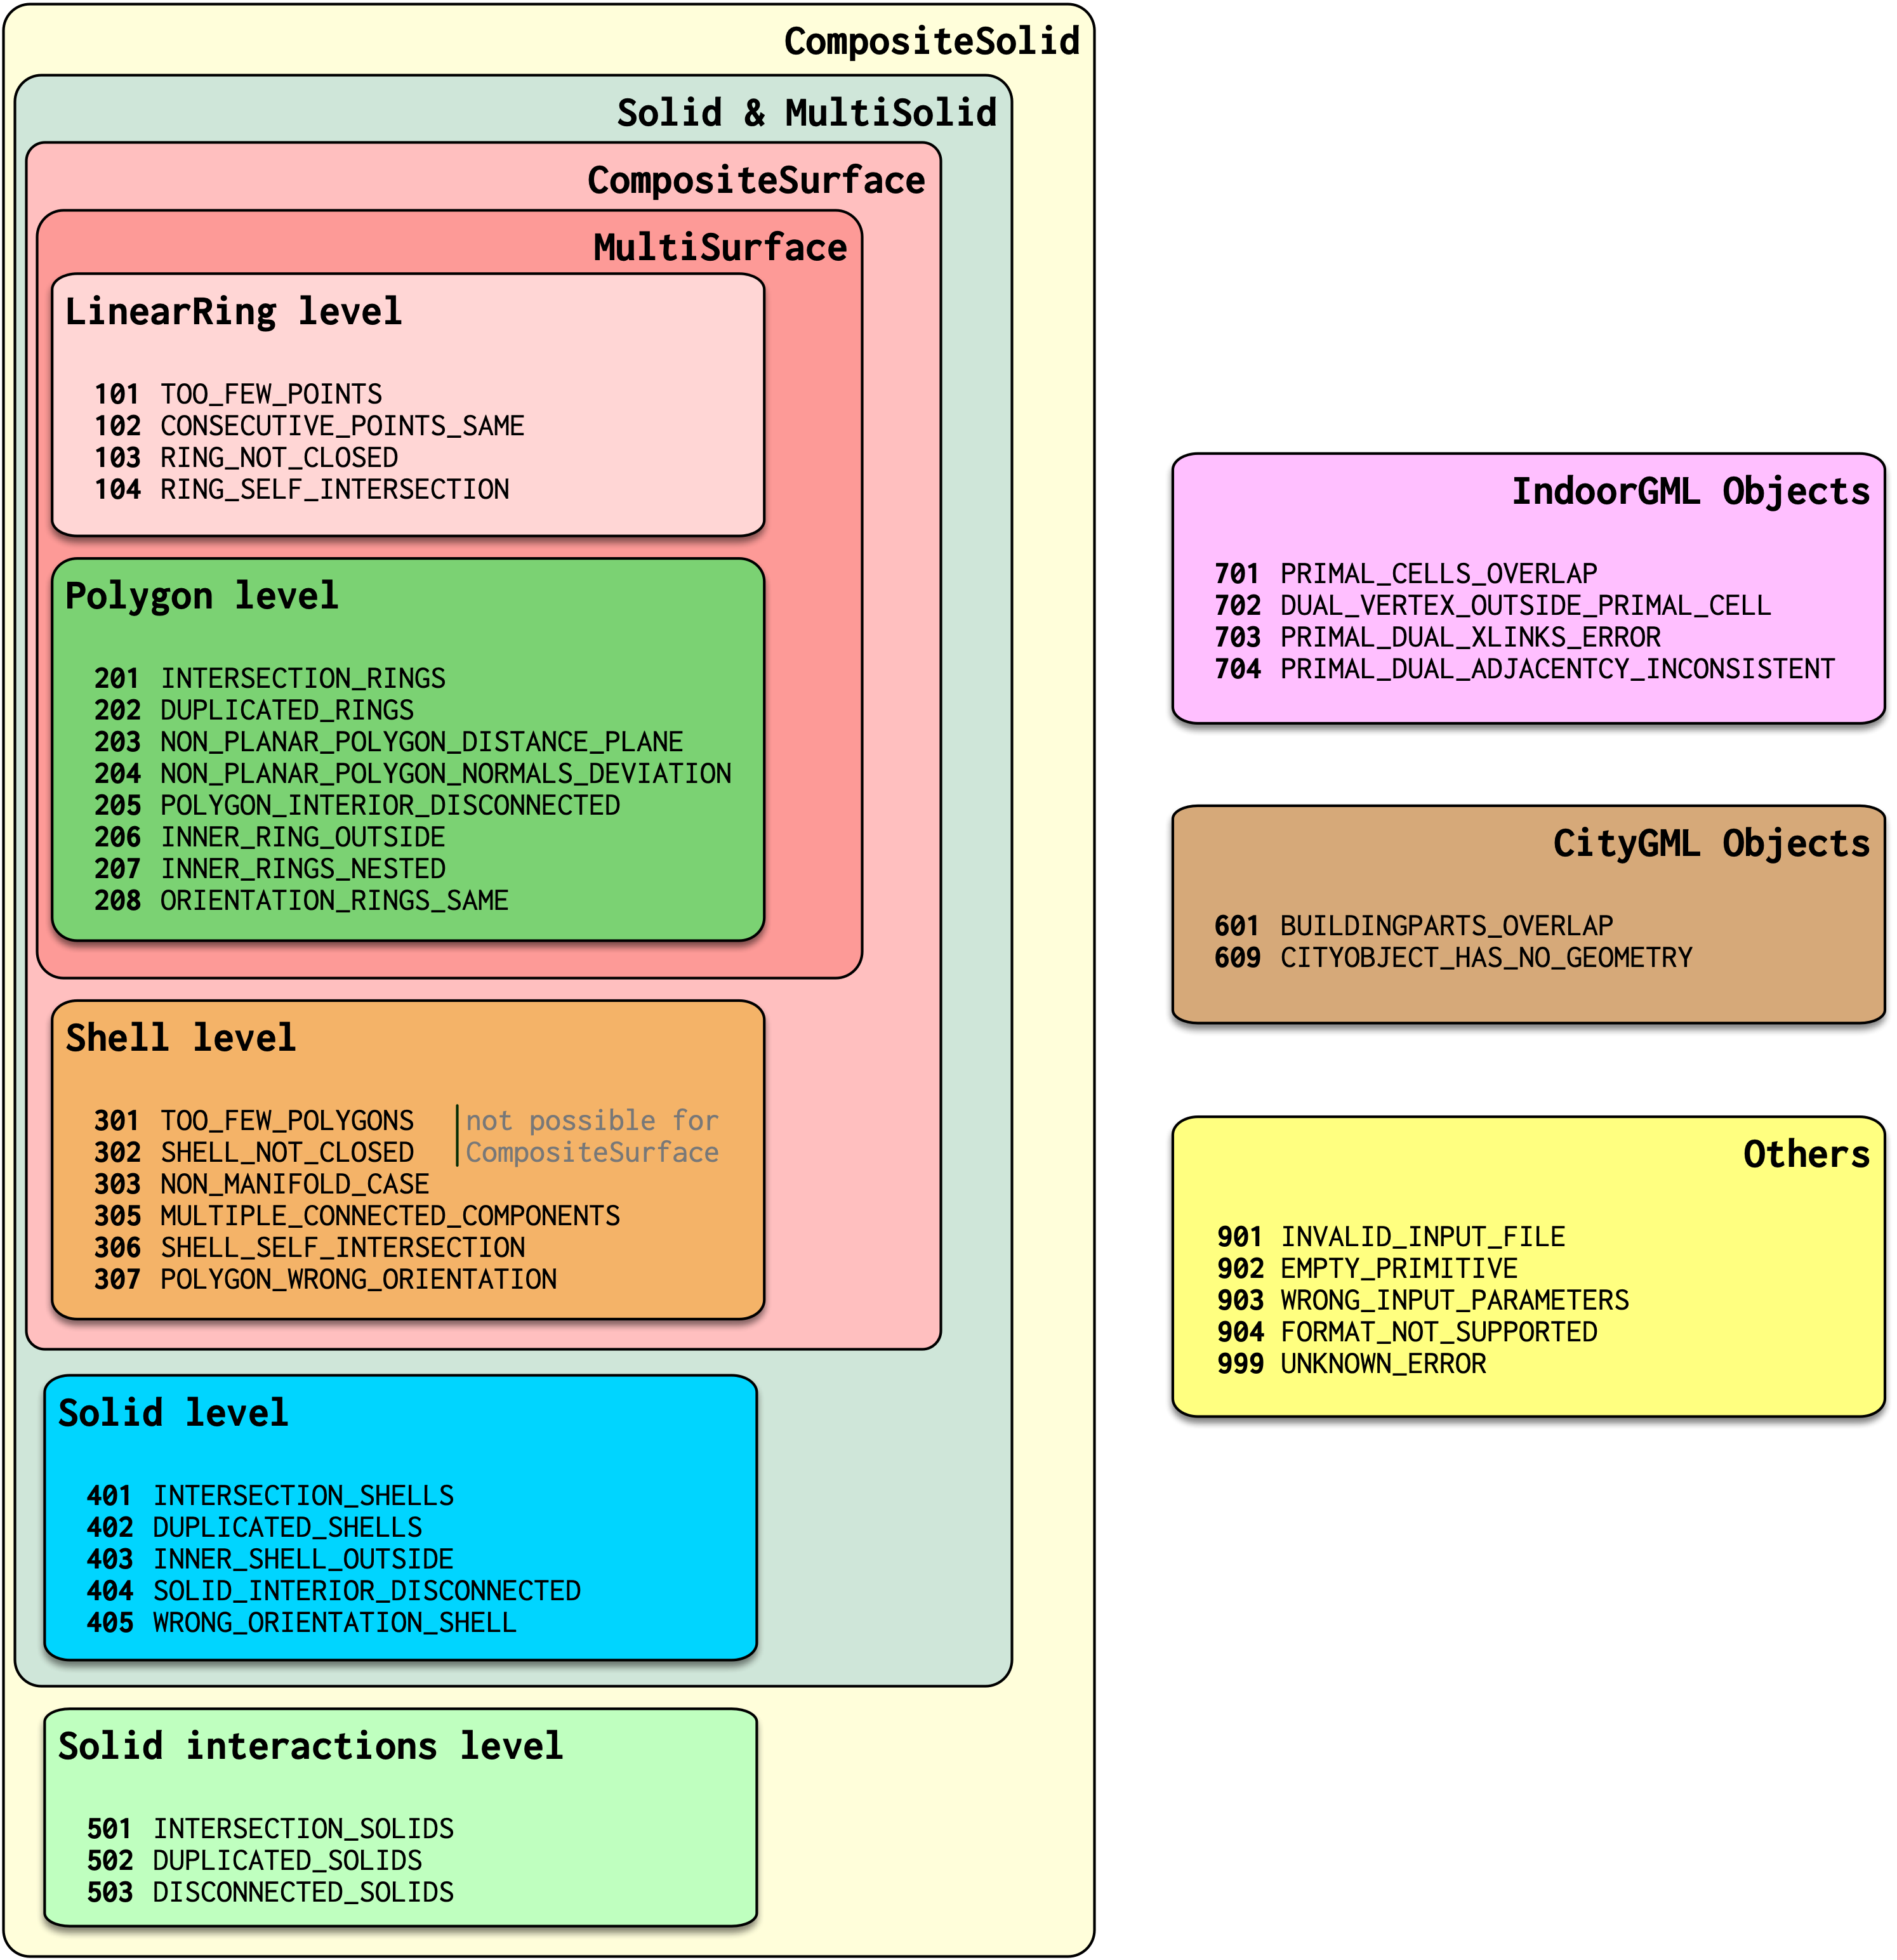 CompositeSolid
Solid & MultiSolid
CompositeSurface
MultiSurface
LinearRing level
101 TOO_FEW_POINTS
102 CONSECUTIVE_POINTS_SAME
103 RING_NOT_CLOSED
104 RING_SELF_INTERSECTION
Polygon level
201 INTERSECTION_RINGS
202 DUPLICATED_RINGS
203 NON_PLANAR_POLYGON_DISTANCE_PLANE
204 NON_PLANAR_POLYGON_NORMALS_DEVIATION
205 POLYGON_INTERIOR_DISCONNECTED
206 INNER_RING_OUTSIDE
207 INNER_RINGS_NESTED
208 ORIENTATION_RINGS_SAME
Shell level
301 TOO_FEW_POLYGONS not possible for
302 SHELL_NOT_CLOSED CompositeSurface
303 NON_MANIFOLD_CASE
305 MULTIPLE_CONNECTED_COMPONENTS
306 SHELL_SELF_INTERSECTION
307 POLYGON_WRONG_ORIENTATION
Solid level
401 INTERSECTION_SHELLS
402 DUPLICATED_SHELLS
403 INNER_SHELL_OUTSIDE
404 SOLID_INTERIOR_DISCONNECTED
405 WRONG_ORIENTATION_SHELL
Solid interactions level
501 INTERSECTION_SOLIDS
502 DUPLICATED_SOLIDS
503 DISCONNECTED_SOLIDS
IndoorGML Objects
701 PRIMAL_CELLS_OVERLAP
702 DUAL_VERTEX_OUTSIDE_PRIMAL_CELL
703 PRIMAL_DUAL_XLINKS_ERROR
704 PRIMAL_DUAL_ADJACENTCY_INCONSISTENT
CityGML Objects
601 BUILDINGPARTS_OVERLAP
609 CITYOBJECT_HAS_NO_GEOMETRY
Others
901 INVALID_INPUT_FILE
902 EMPTY_PRIMITIVE
903 WRONG_INPUT_PARAMETERS
904 FORMAT_NOT_SUPPORTED
999 UNKNOWN_ERROR